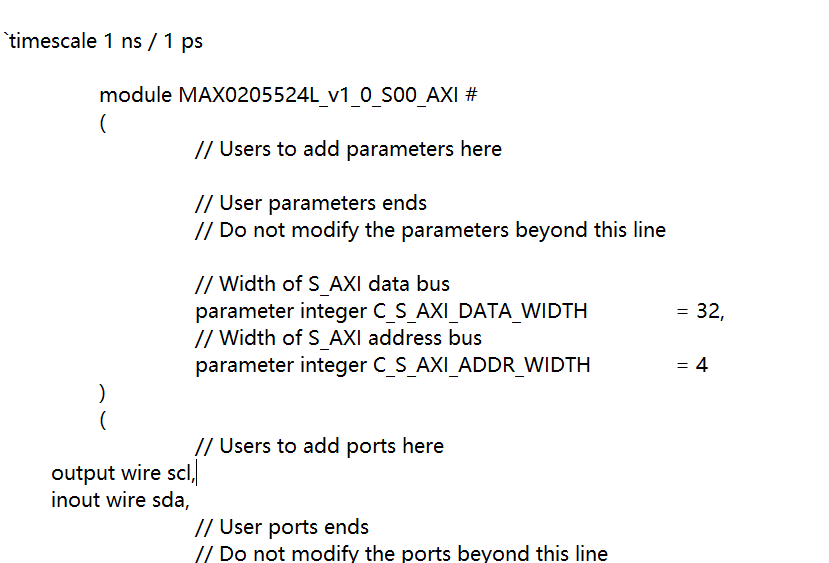 `timescale 1 ns / 1 ps
module MAX0205524L_v1_0_S00_AXI #
(
// Users to add parameters here
// User parameters ends
// Do not modify the parameters beyond this line
// Width of S_AXI data bus
parameter integer C_S_AXI_DATA_WIDTH = 32,
// Width of S_AXI address bus
parameter integer C_S_AXI_ADDR_WIDTH = 4
)
(
// Users to add ports here
output wire scl,
inout wire sda,
// User ports ends
// Do not modify the ports beyond this line